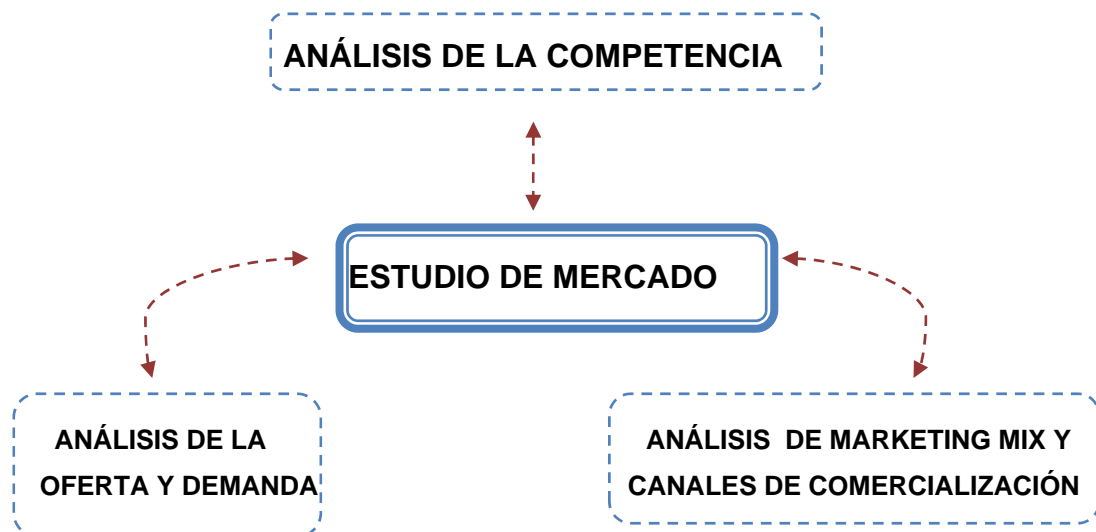 ANÁLISIS DE LA COMPETENCIA
ESTUDIO DE MERCADO
ANÁLISIS DE LA
OFERTA Y DEMANDA
ANÁLISIS DE MARKETING MIX Y
CANALES DE COMERCIALIZACIÓN